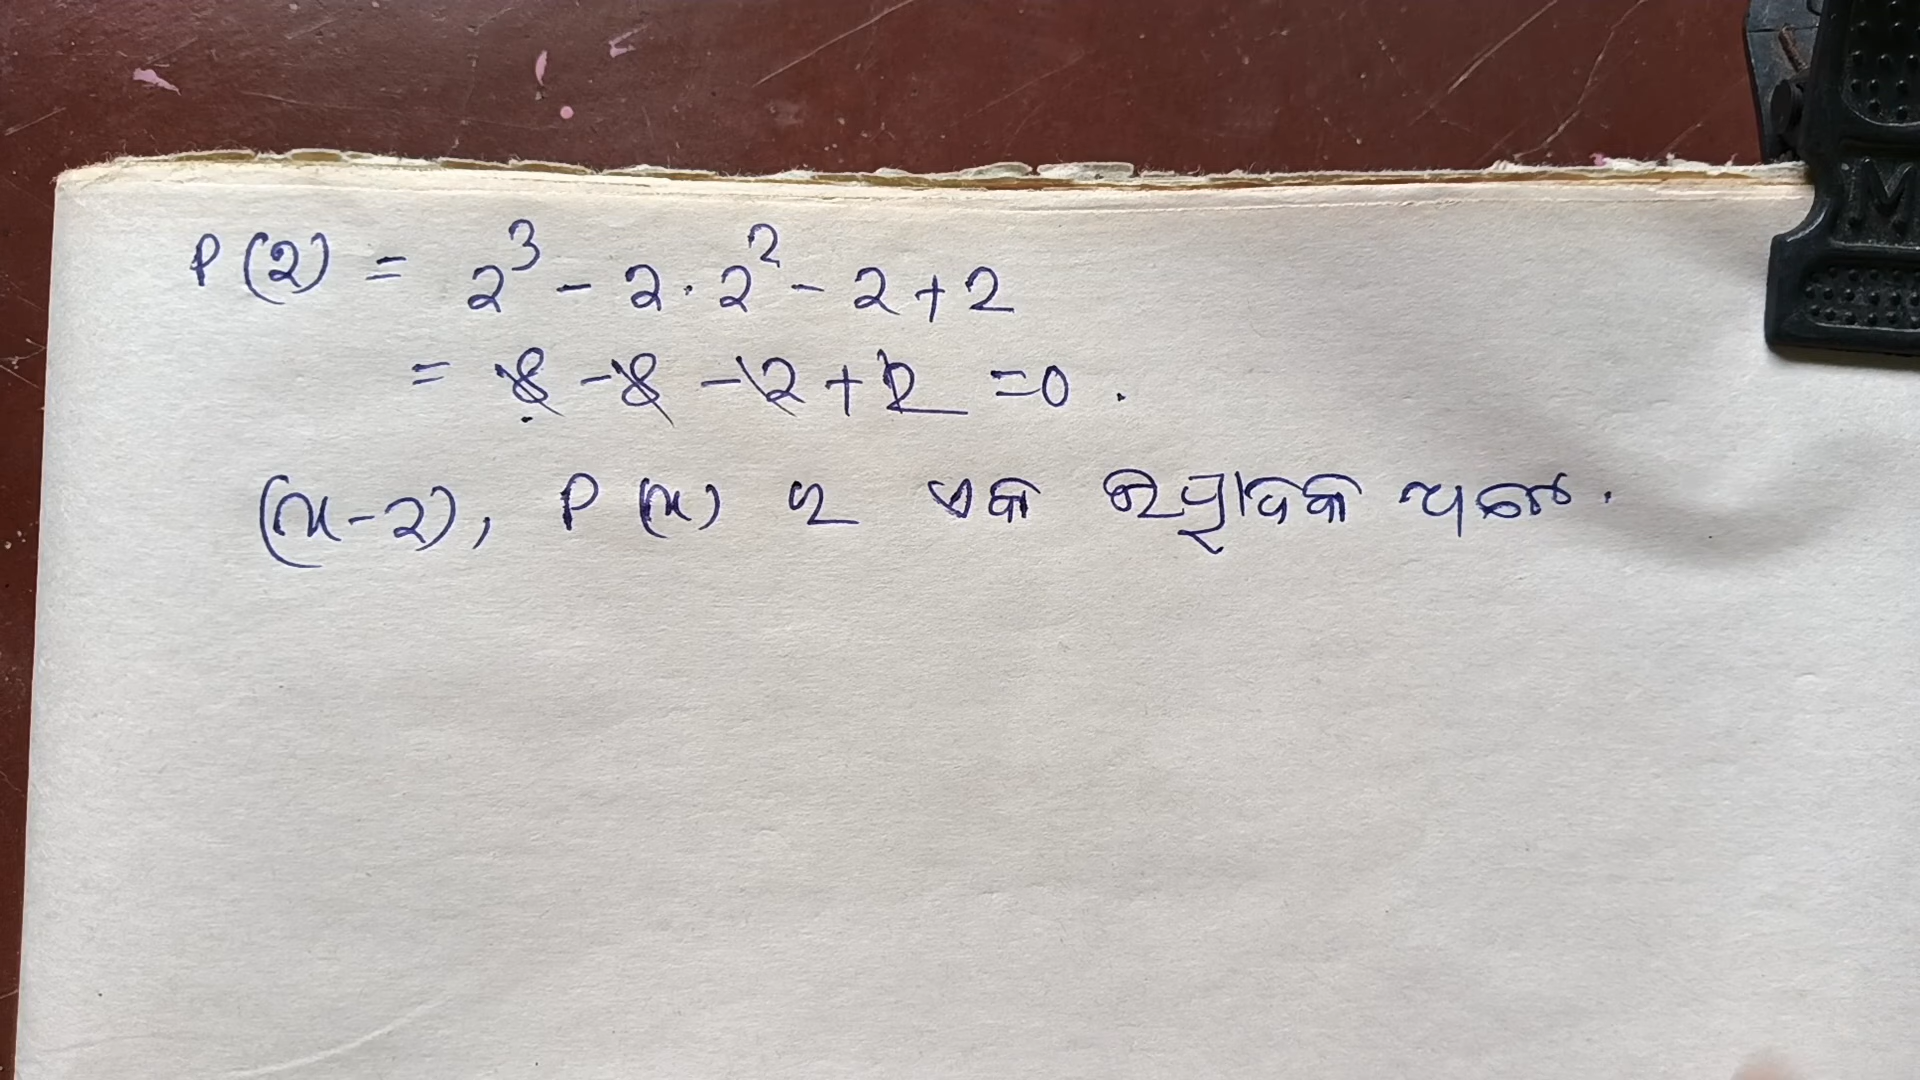 P(2) = 2³ - 2·2² - 2 + 2
= 8 - 8 - 2 + 2 = 0.
(x-2), P(x) ର ଏକ ଉତ୍ପାଦକ ଅଟେ.
M